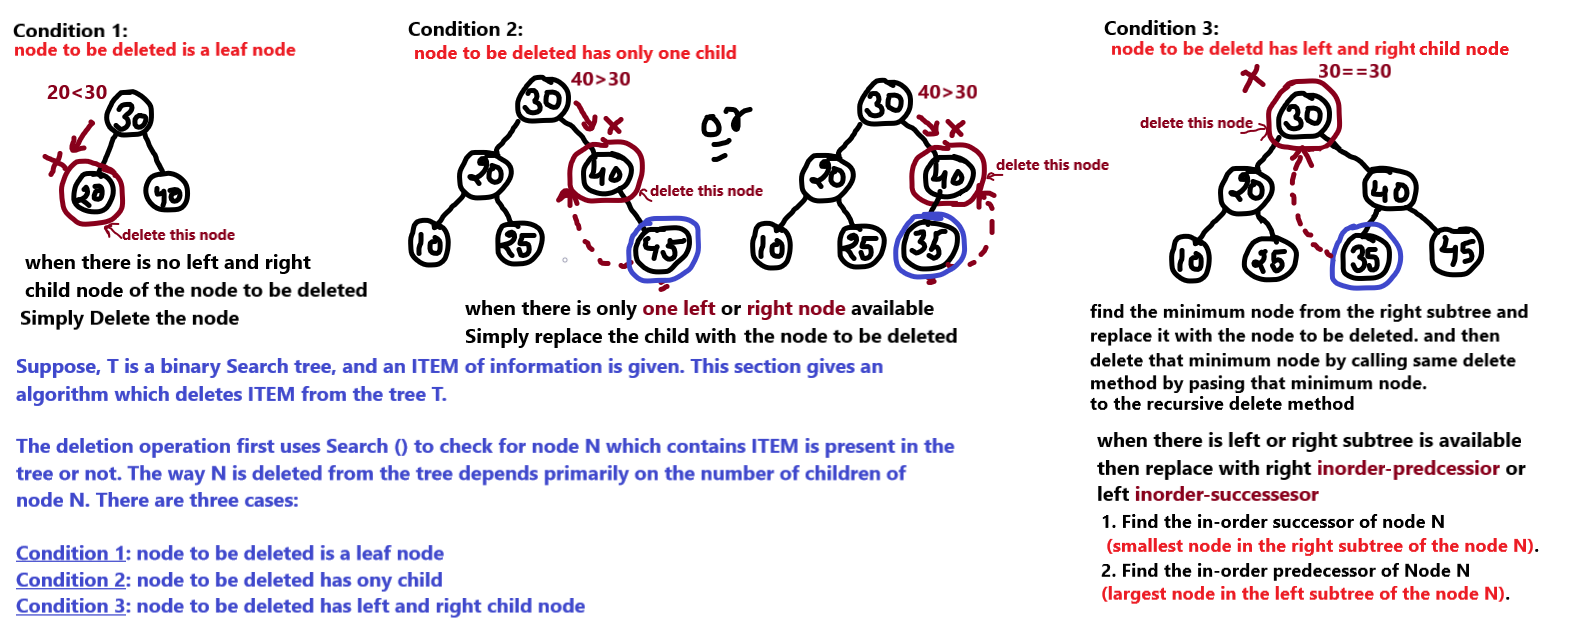 Condition 1:
node to be deleted is a leaf node
20<30
30
20
40
delete this node
when there is no left and right
child node of the node to be deleted
Simply Delete the node
Condition 2:
node to be deleted has only one child
40>30
30
20
40
delete this node
10
25
45
or
40>30
30
20
40
delete this node
10
25
35
when there is only one left or right node available
Simply replace the child with the node to be deleted
Condition 3:
node to be deletd has left and right child node
30==30
delete this node
30
20
40
10
25
35
45
find the minimum node from the right subtree and
replace it with the node to be deleted. and then
delete that minimum node by calling same delete
method by pasing that minimum node.
to the recursive delete method
when there is left or right subtree is available
then replace with right inorder-predcessior or
left inorder-successesor
1. Find the in-order successor of node N
(smallest node in the right subtree of the node N).
2. Find the in-order predecessor of Node N
(largest node in the left subtree of the node N).
Suppose, T is a binary Search tree, and an ITEM of information is given. This section gives an
algorithm which deletes ITEM from the tree T.
The deletion operation first uses Search () to check for node N which contains ITEM is present in the
tree or not. The way N is deleted from the tree depends primarily on the number of children of
node N. There are three cases:
Condition 1: node to be deleted is a leaf node
Condition 2: node to be deleted has ony child
Condition 3: node to be deleted has left and right child node